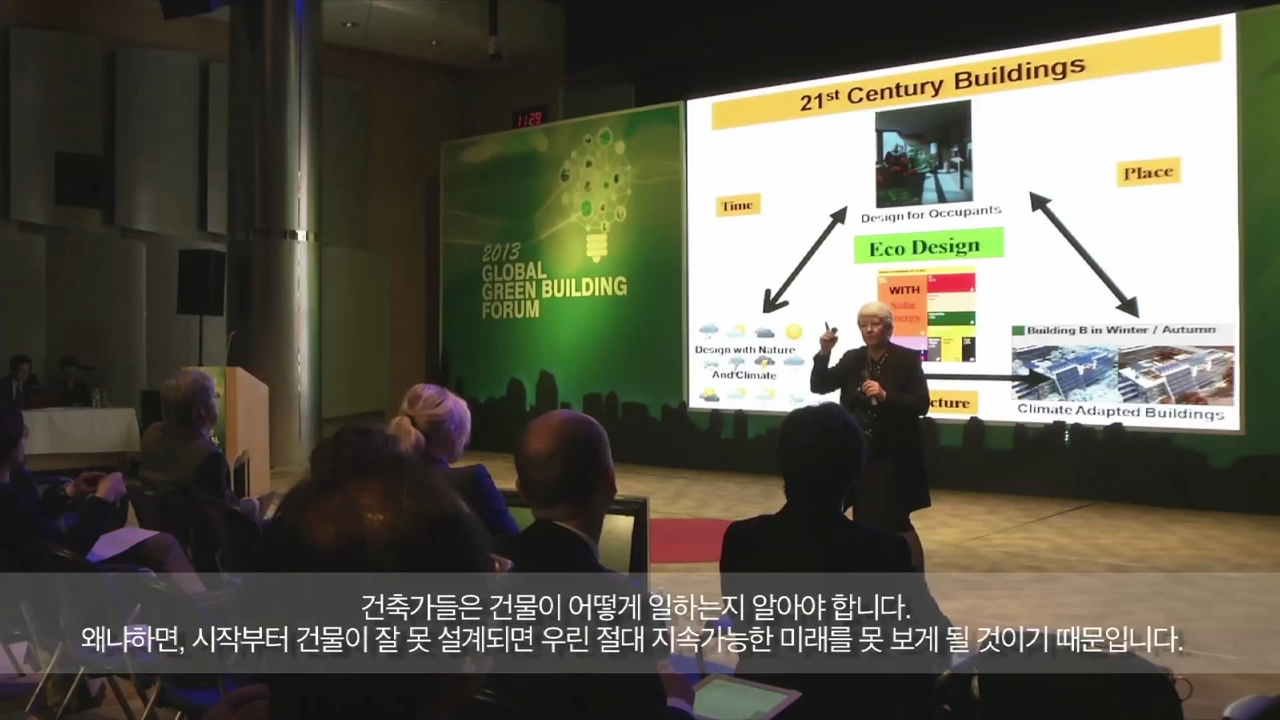 1129
21st Century Buildings
Time
Place
Design for Occupants
Eco Design
WITH
Solar
Energy
2013
GLOBAL
GREEN BUILDING
FORUM
Design with Nature
And Climate
Building B in Winter / Autumn
Climate Adapted Buildings
건축가들은 건물이 어떻게 일하는지 알아야 합니다.
왜냐하면, 시작부터 건물이 잘 못 설계되면 우린 절대 지속가능한 미래를 못 보게 될 것이기 때문입니다.